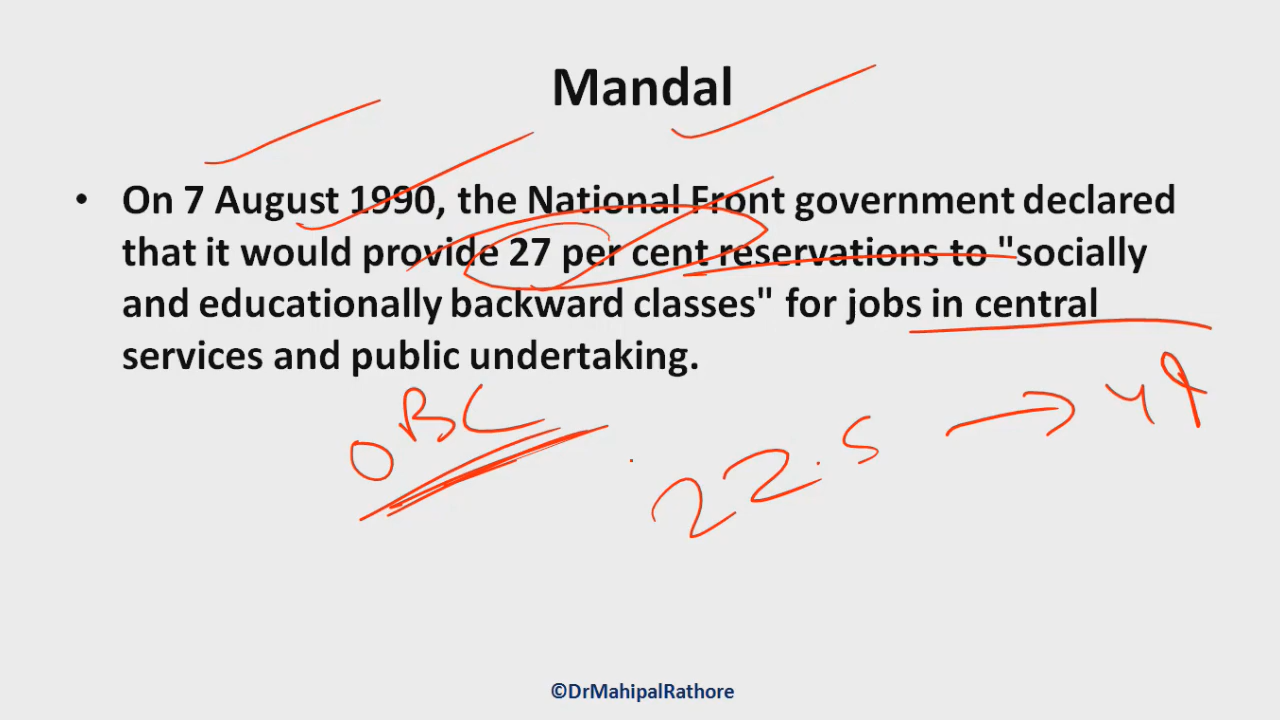 Mandal
• On 7 August 1990, the National Front government declared
that it would provide 27 per cent reservations to "socially
and educationally backward classes" for jobs in central
services and public undertaking.
OBC
22.5 → 49
©DrMahipalRathore